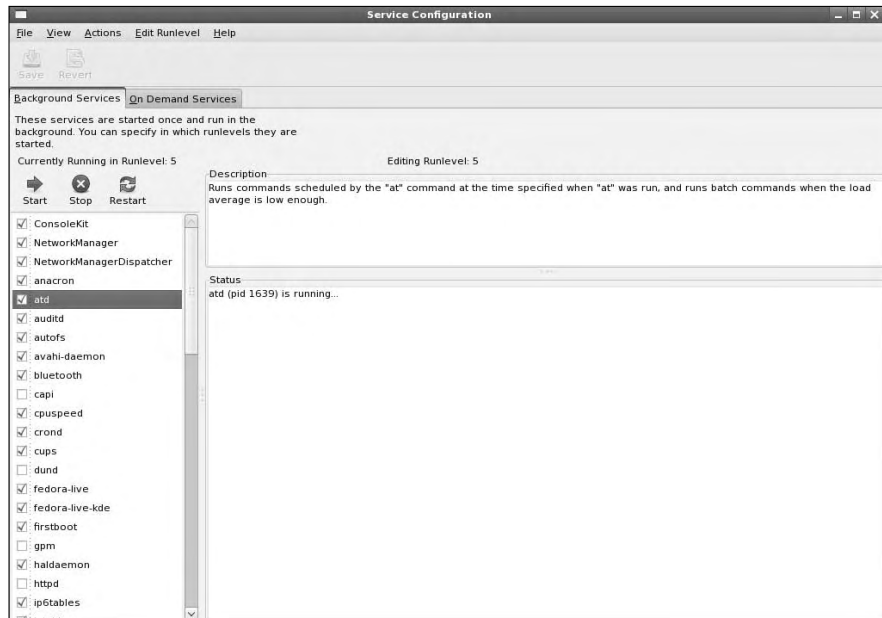 Service Configuration
File View Actions Edit Runlevel Help
Save Revert
Background Services On Demand Services
These services are started once and run in the
background. You can specify in which runlevels they are
started.
Currently Running in Runlevel: 5 Editing Runlevel: 5
Start Stop Restart
ConsoleKit
NetworkManager
NetworkManagerDispatcher
anacron
atd
auditd
autofs
avahi-daemon
bluetooth
capi
cpuspeed
crond
cups
dund
fedora-live
fedora-live-kde
firstboot
gpm
haldaemon
httpd
ip6tables
Description
Runs commands scheduled by the "at" command at the time specified when "at" was run, and runs batch commands when the load
average is low enough.
Status
atd (pid 1639) is running...